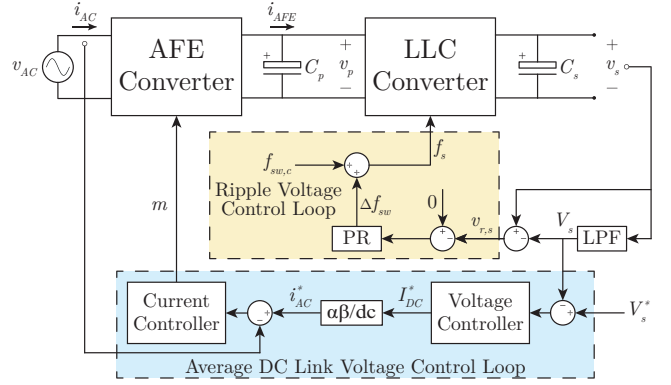 i_AC
i_AFE
v_AC
AFE
Converter
+
C_p
+
v_p
−
LLC
Converter
+
C_s
+
v_s
−
m
f_sw,c
+
+
f_s
Ripple Voltage
Control Loop
Δf_sw
0
PR
+
−
v_r,s
+
−
V_s
LPF
Current
Controller
+
−
i*_AC
αβ/dc
I*_DC
Voltage
Controller
−
+
V_s*
Average DC Link Voltage Control Loop